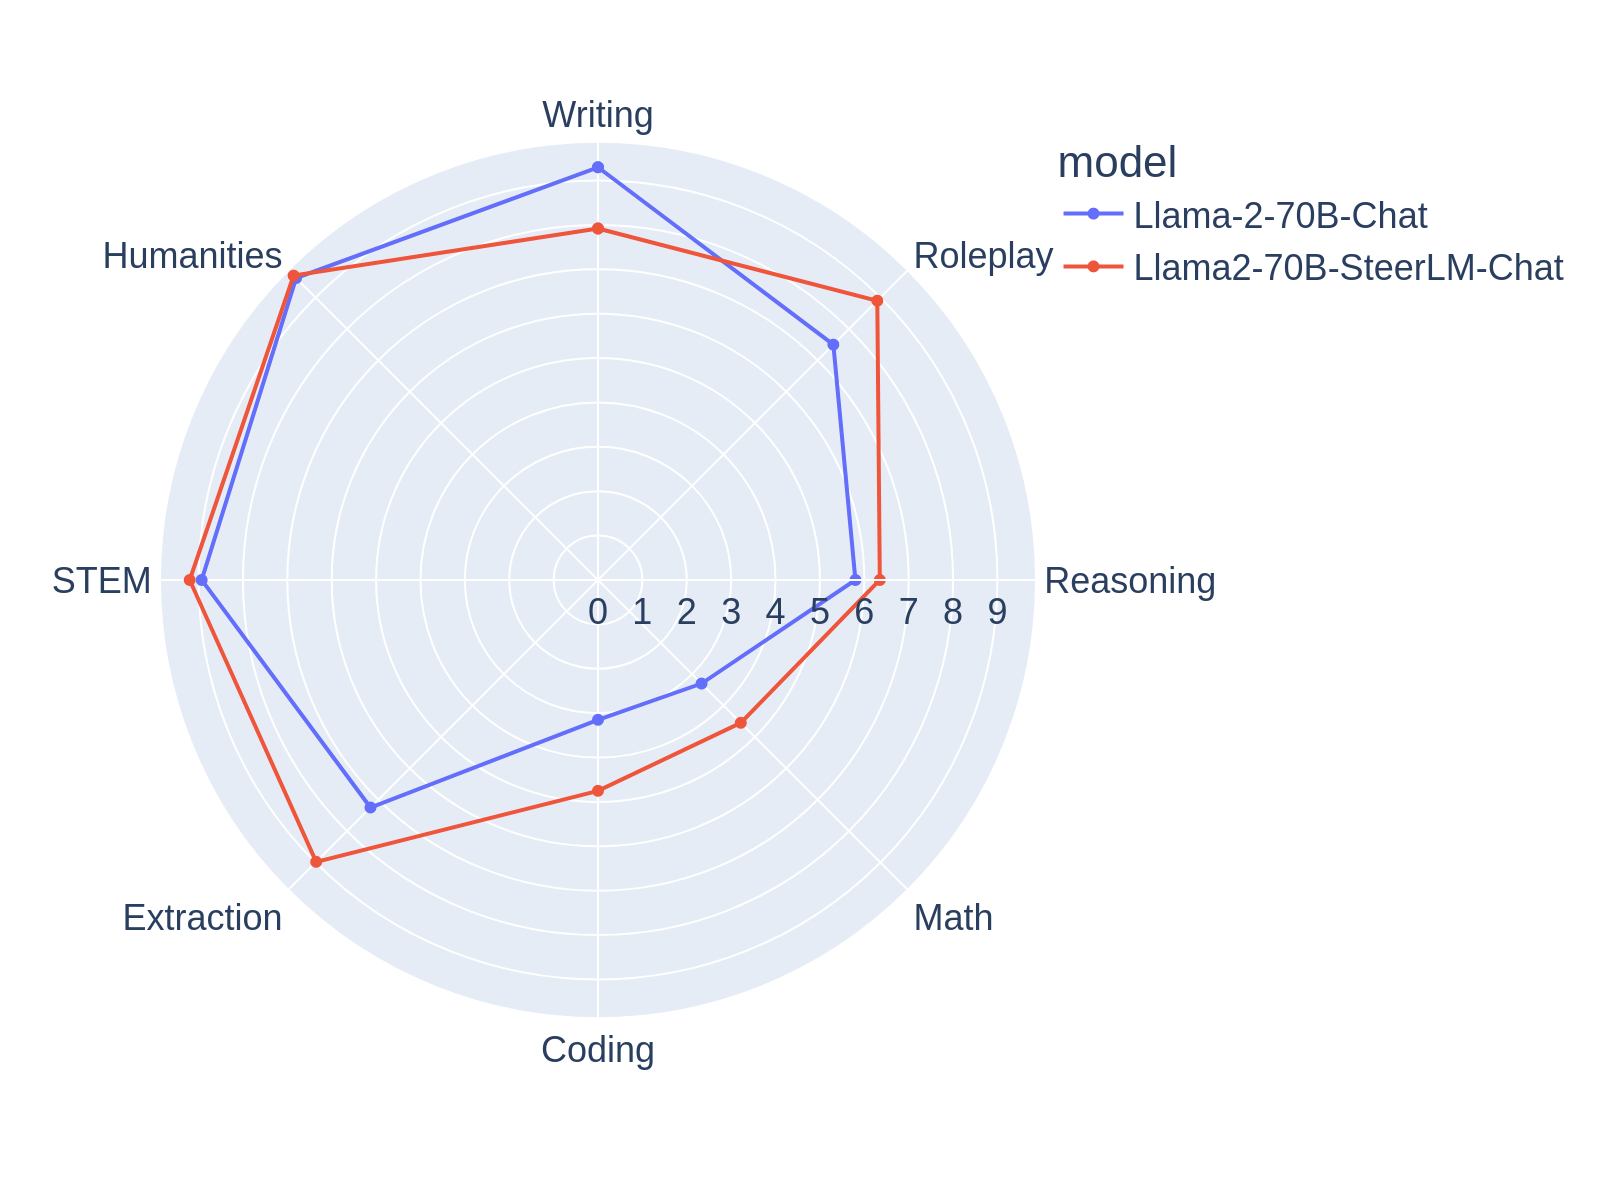 Writing
model
Llama-2-70B-Chat
Humanities
Roleplay
Llama2-70B-SteerLM-Chat
STEM
Reasoning
0 1 2 3 4 5 6 7 8 9
Extraction
Math
Coding